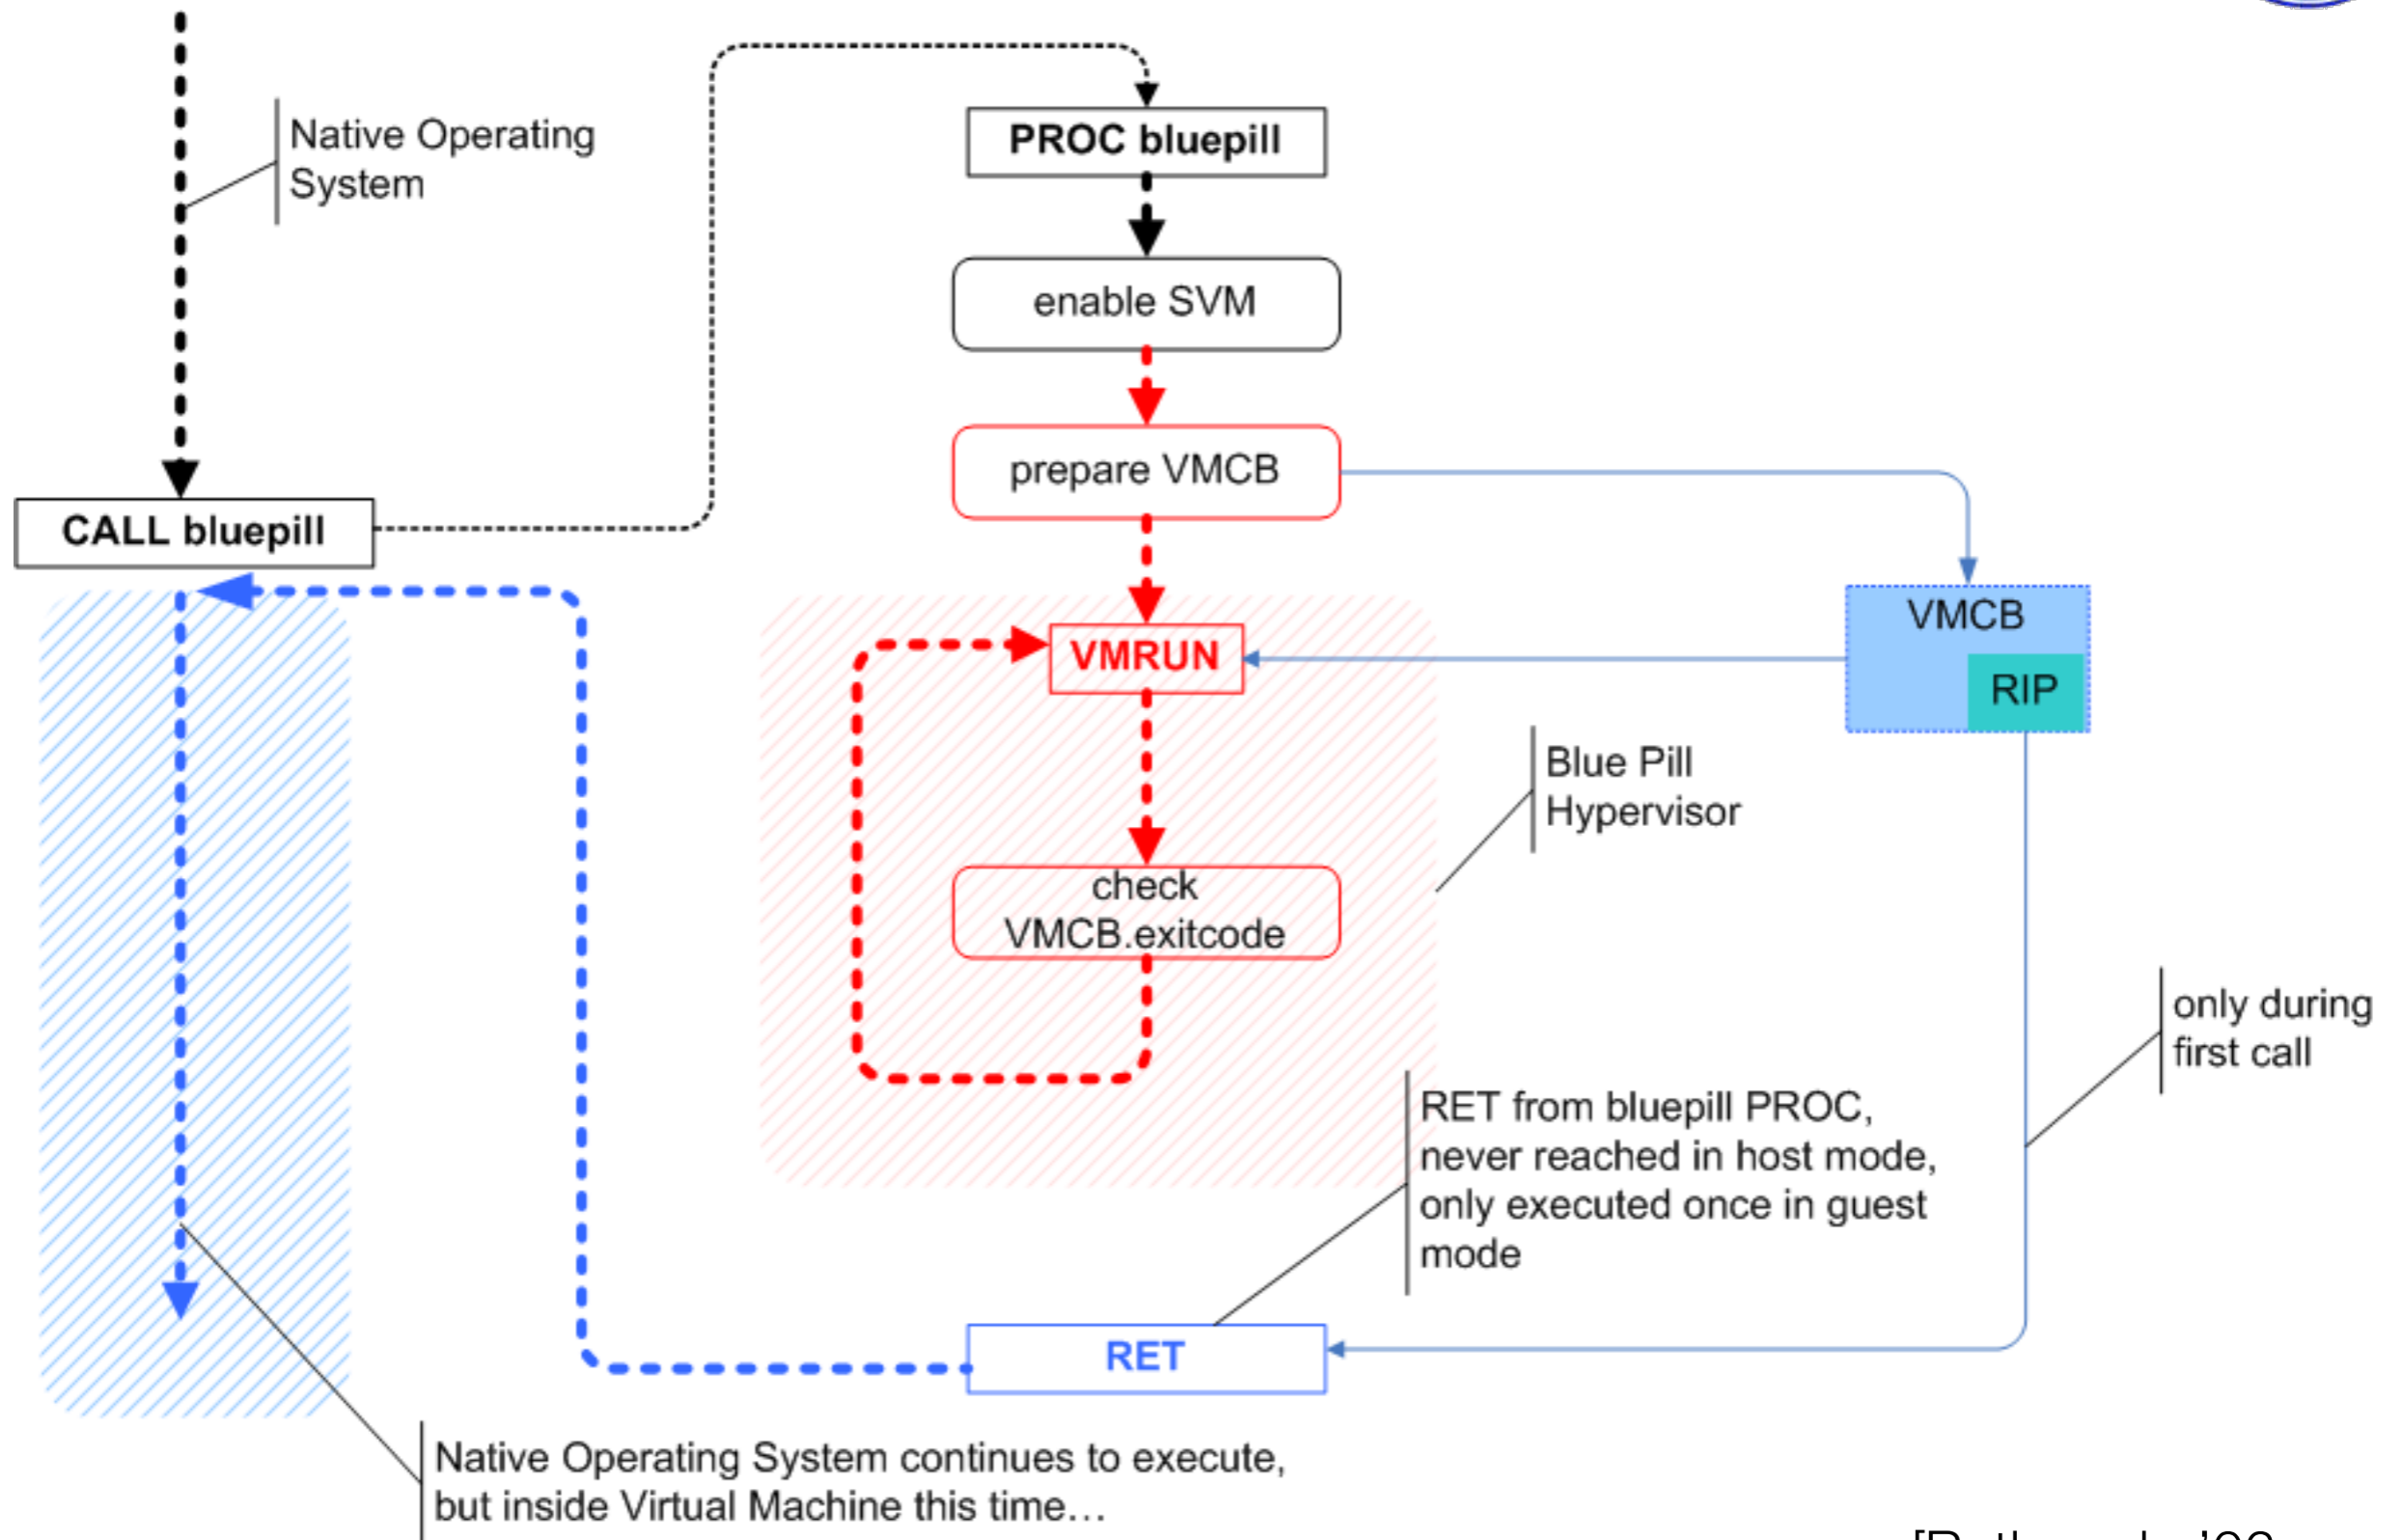 Native Operating
System
PROC bluepill
enable SVM
prepare VMCB
CALL bluepill
VMCB
VMRUN
RIP
Blue Pill
Hypervisor
check
VMCB.exitcode
only during
first call
RET from bluepill PROC,
never reached in host mode,
only executed once in guest
mode
RET
Native Operating System continues to execute,
but inside Virtual Machine this time…